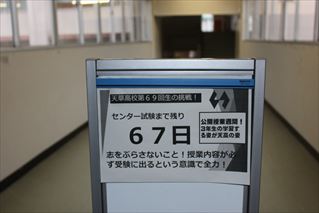 天草高校第６９回生の挑戦！
センター試験まで残り
６７日
公開授業週間！
３年生の学習す
る姿が天高の姿
志をぶらさないこと！授業内容が必
ず受験に出るという意識で全力！